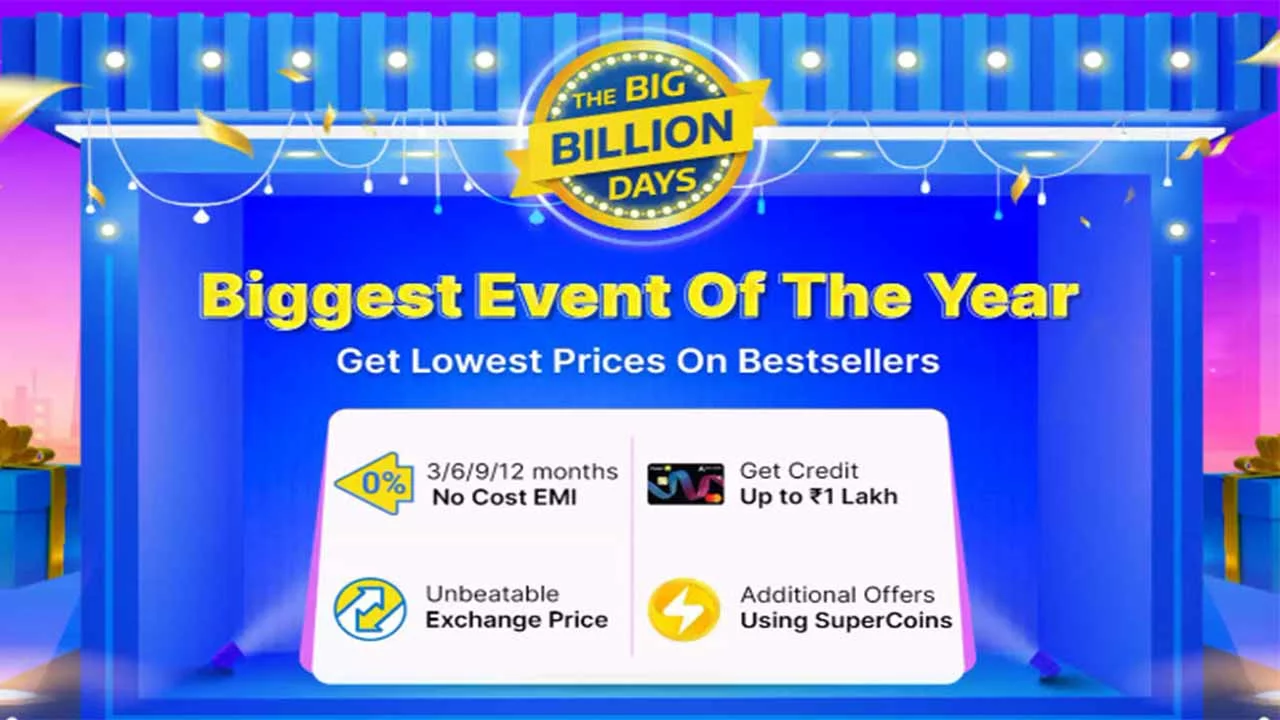 THE BIG
BILLION
DAYS
Biggest Event Of The Year
Get Lowest Prices On Bestsellers
0%
3/6/9/12 months
No Cost EMI
Get Credit
Up to ₹1 Lakh
Unbeatable
Exchange Price
Additional Offers
Using SuperCoins